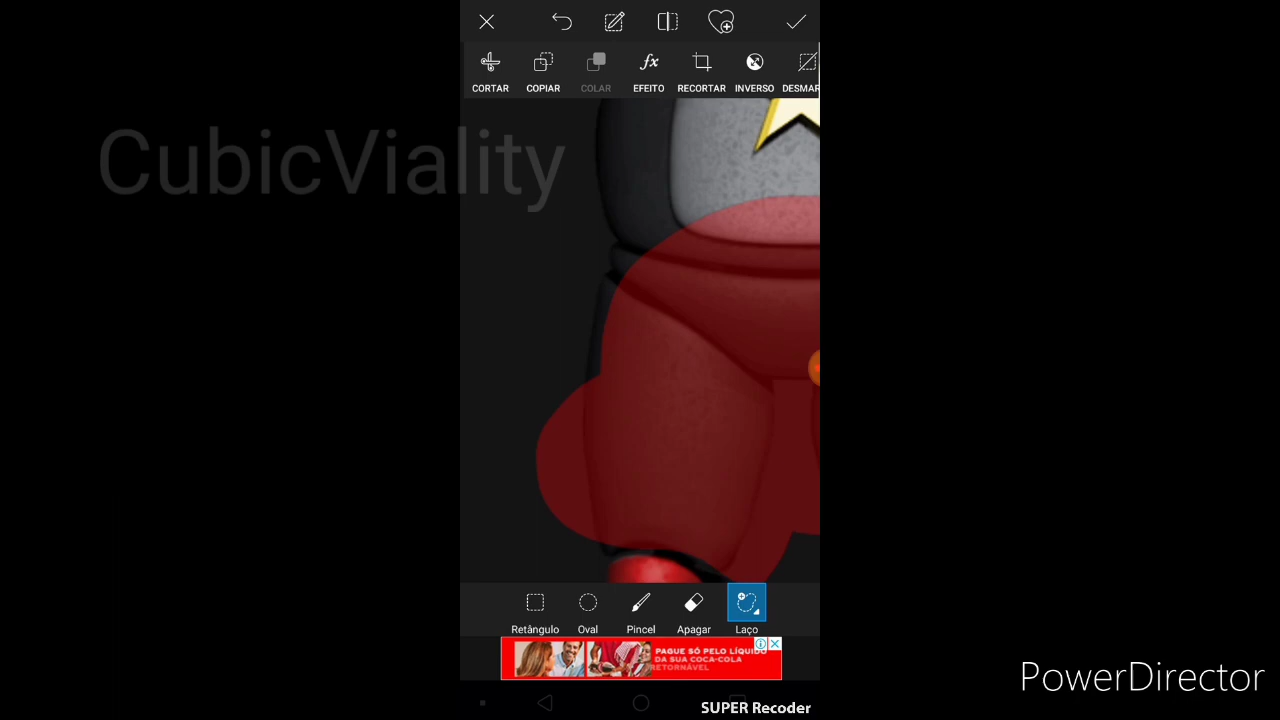 CORTAR COPIAR COLAR EFEITO RECORTAR INVERSO DESMAR
CubicViality
Retângulo Oval Pincel Apagar Laço
PAGUE SÓ PELO LÍQUIDO
DA SUA COCA-COLA
RETORNÁVEL
PowerDirector
SUPER Recoder